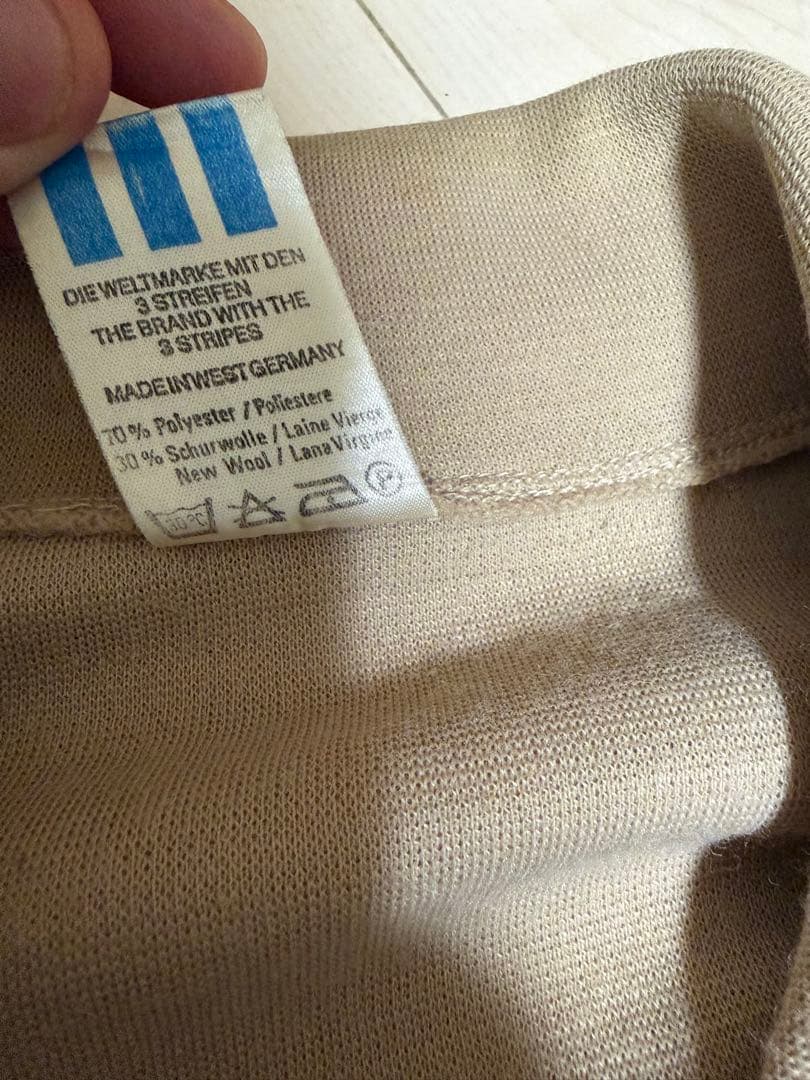 DIE WELTMARKE MIT DEN
3 STREIFEN
THE BRAND WITH THE
3 STRIPES
MADE IN WEST GERMANY
70% Polyester / Poliestere
30% Schurwolle / Laine Vierge
New Wool / Lana Vergine
30°C
P